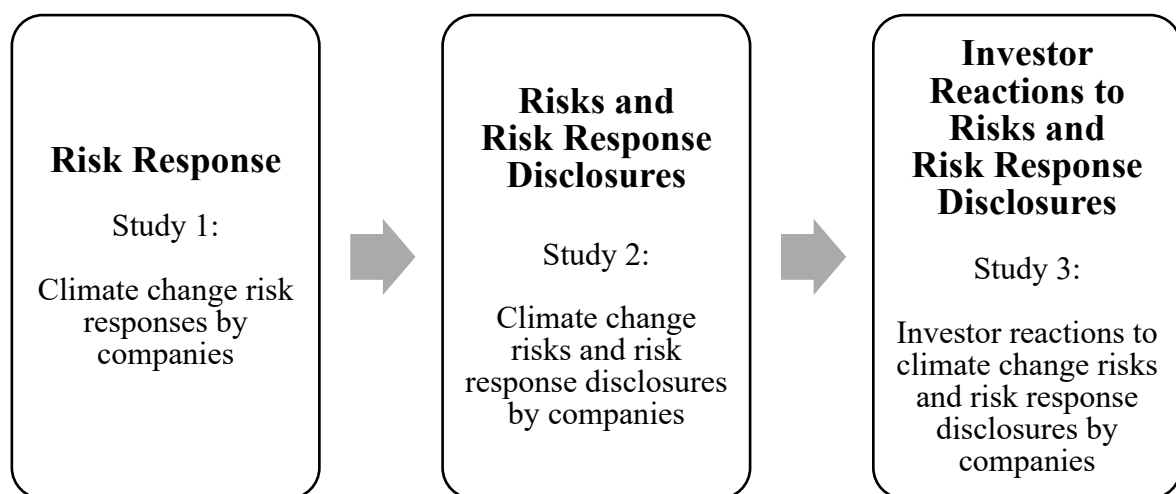 Risk Response
Study 1:
Climate change risk
responses by
companies
Risks and
Risk Response
Disclosures
Study 2:
Climate change
risks and risk
response disclosures
by companies
Investor
Reactions to
Risks and
Risk Response
Disclosures
Study 3:
Investor reactions to
climate change risks
and risk response
disclosures by
companies